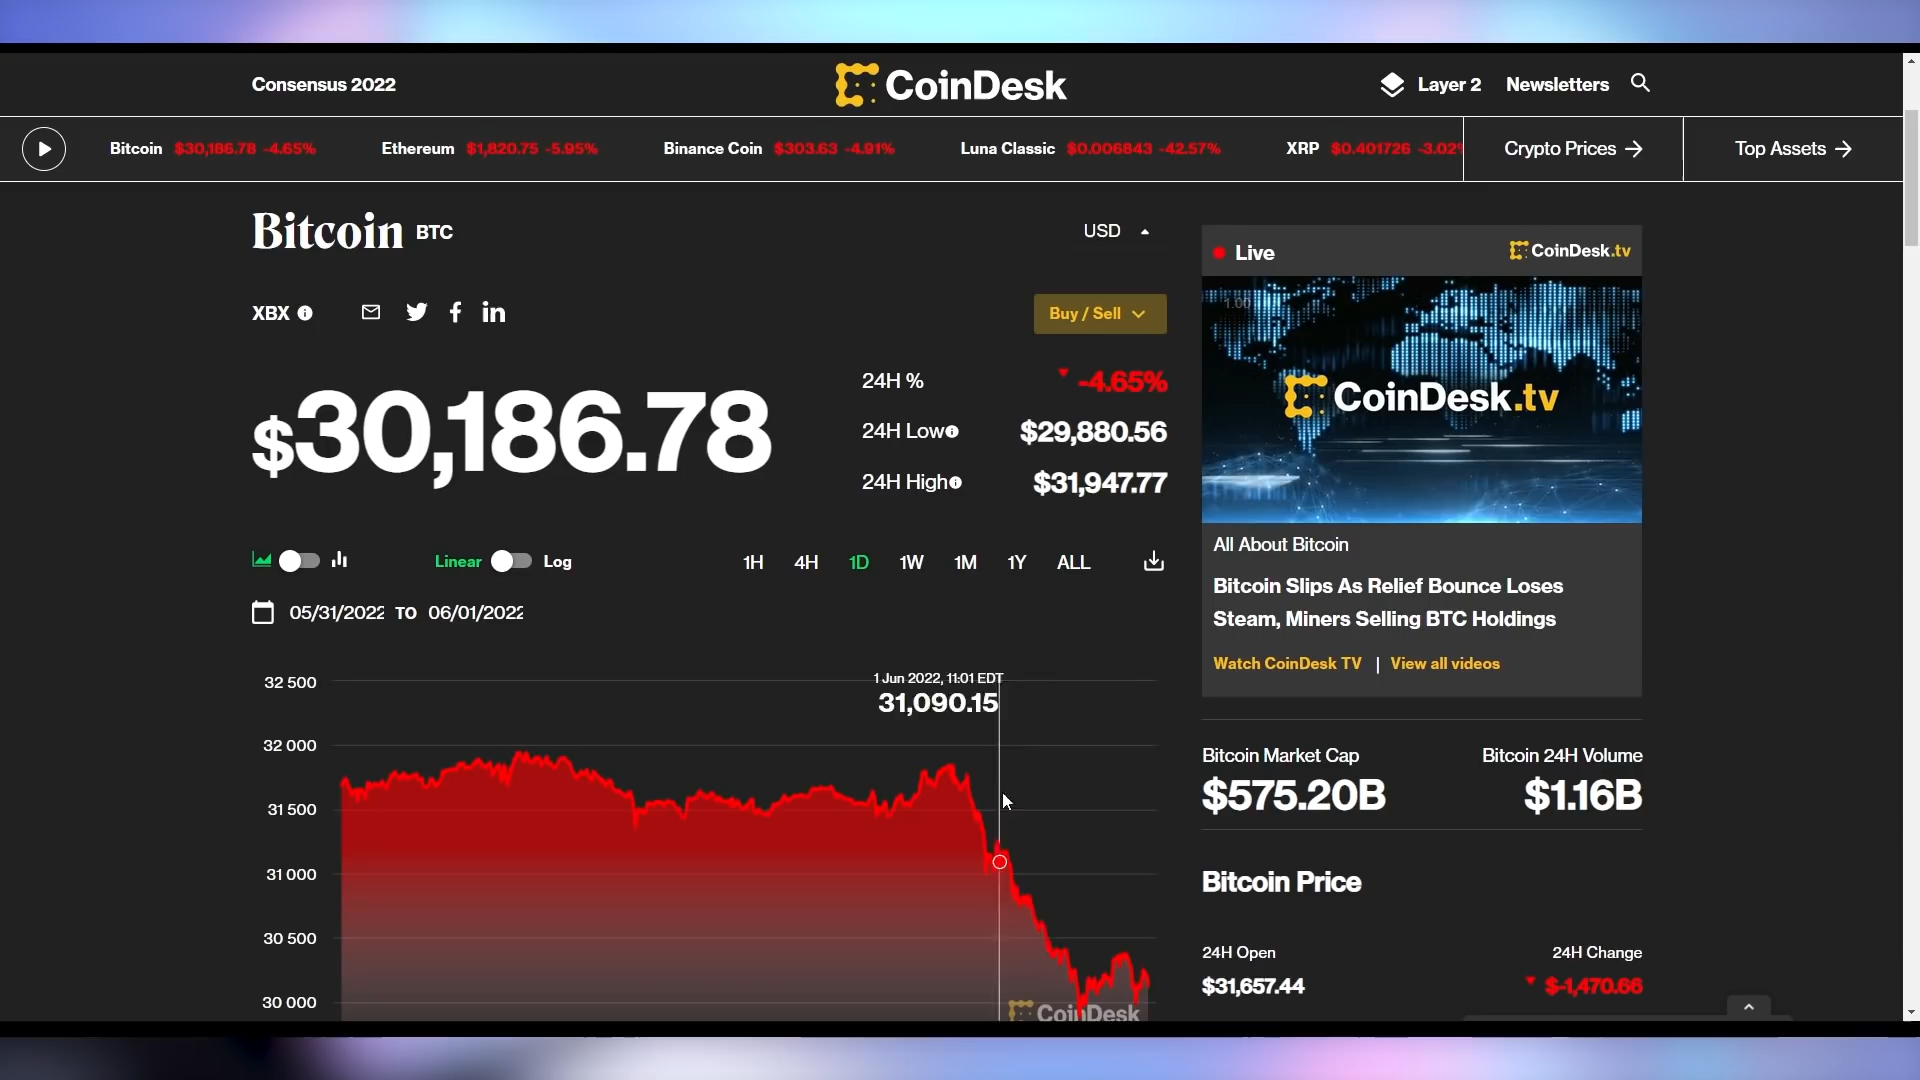 Consensus 2022
CoinDesk
Layer 2 Newsletters
Bitcoin $30,186.78 -4.65% Ethereum $1,820.75 -5.95% Binance Coin $303.63 -4.91% Luna Classic $0.006843 -42.57% XRP $0.401726 -3.02%
Crypto Prices → Top Assets →
Bitcoin BTC
USD
XBX
Buy / Sell
$30,186.78
24H % -4.65%
24H Low $29,880.56
24H High $31,947.77
Linear Log
1H 4H 1D 1W 1M 1Y ALL
05/31/2022 TO 06/01/2022
1 Jun 2022, 11:01 EDT
31,090.15
32 500
32 000
31 500
31 000
30 500
30 000
CoinDesk
Live
CoinDesk.tv
1.00
CoinDesk.tv
All About Bitcoin
Bitcoin Slips As Relief Bounce Loses
Steam, Miners Selling BTC Holdings
Watch CoinDesk TV | View all videos
Bitcoin Market Cap Bitcoin 24H Volume
$575.20B $1.16B
Bitcoin Price
24H Open 24H Change
$31,657.44 $-1,470.66